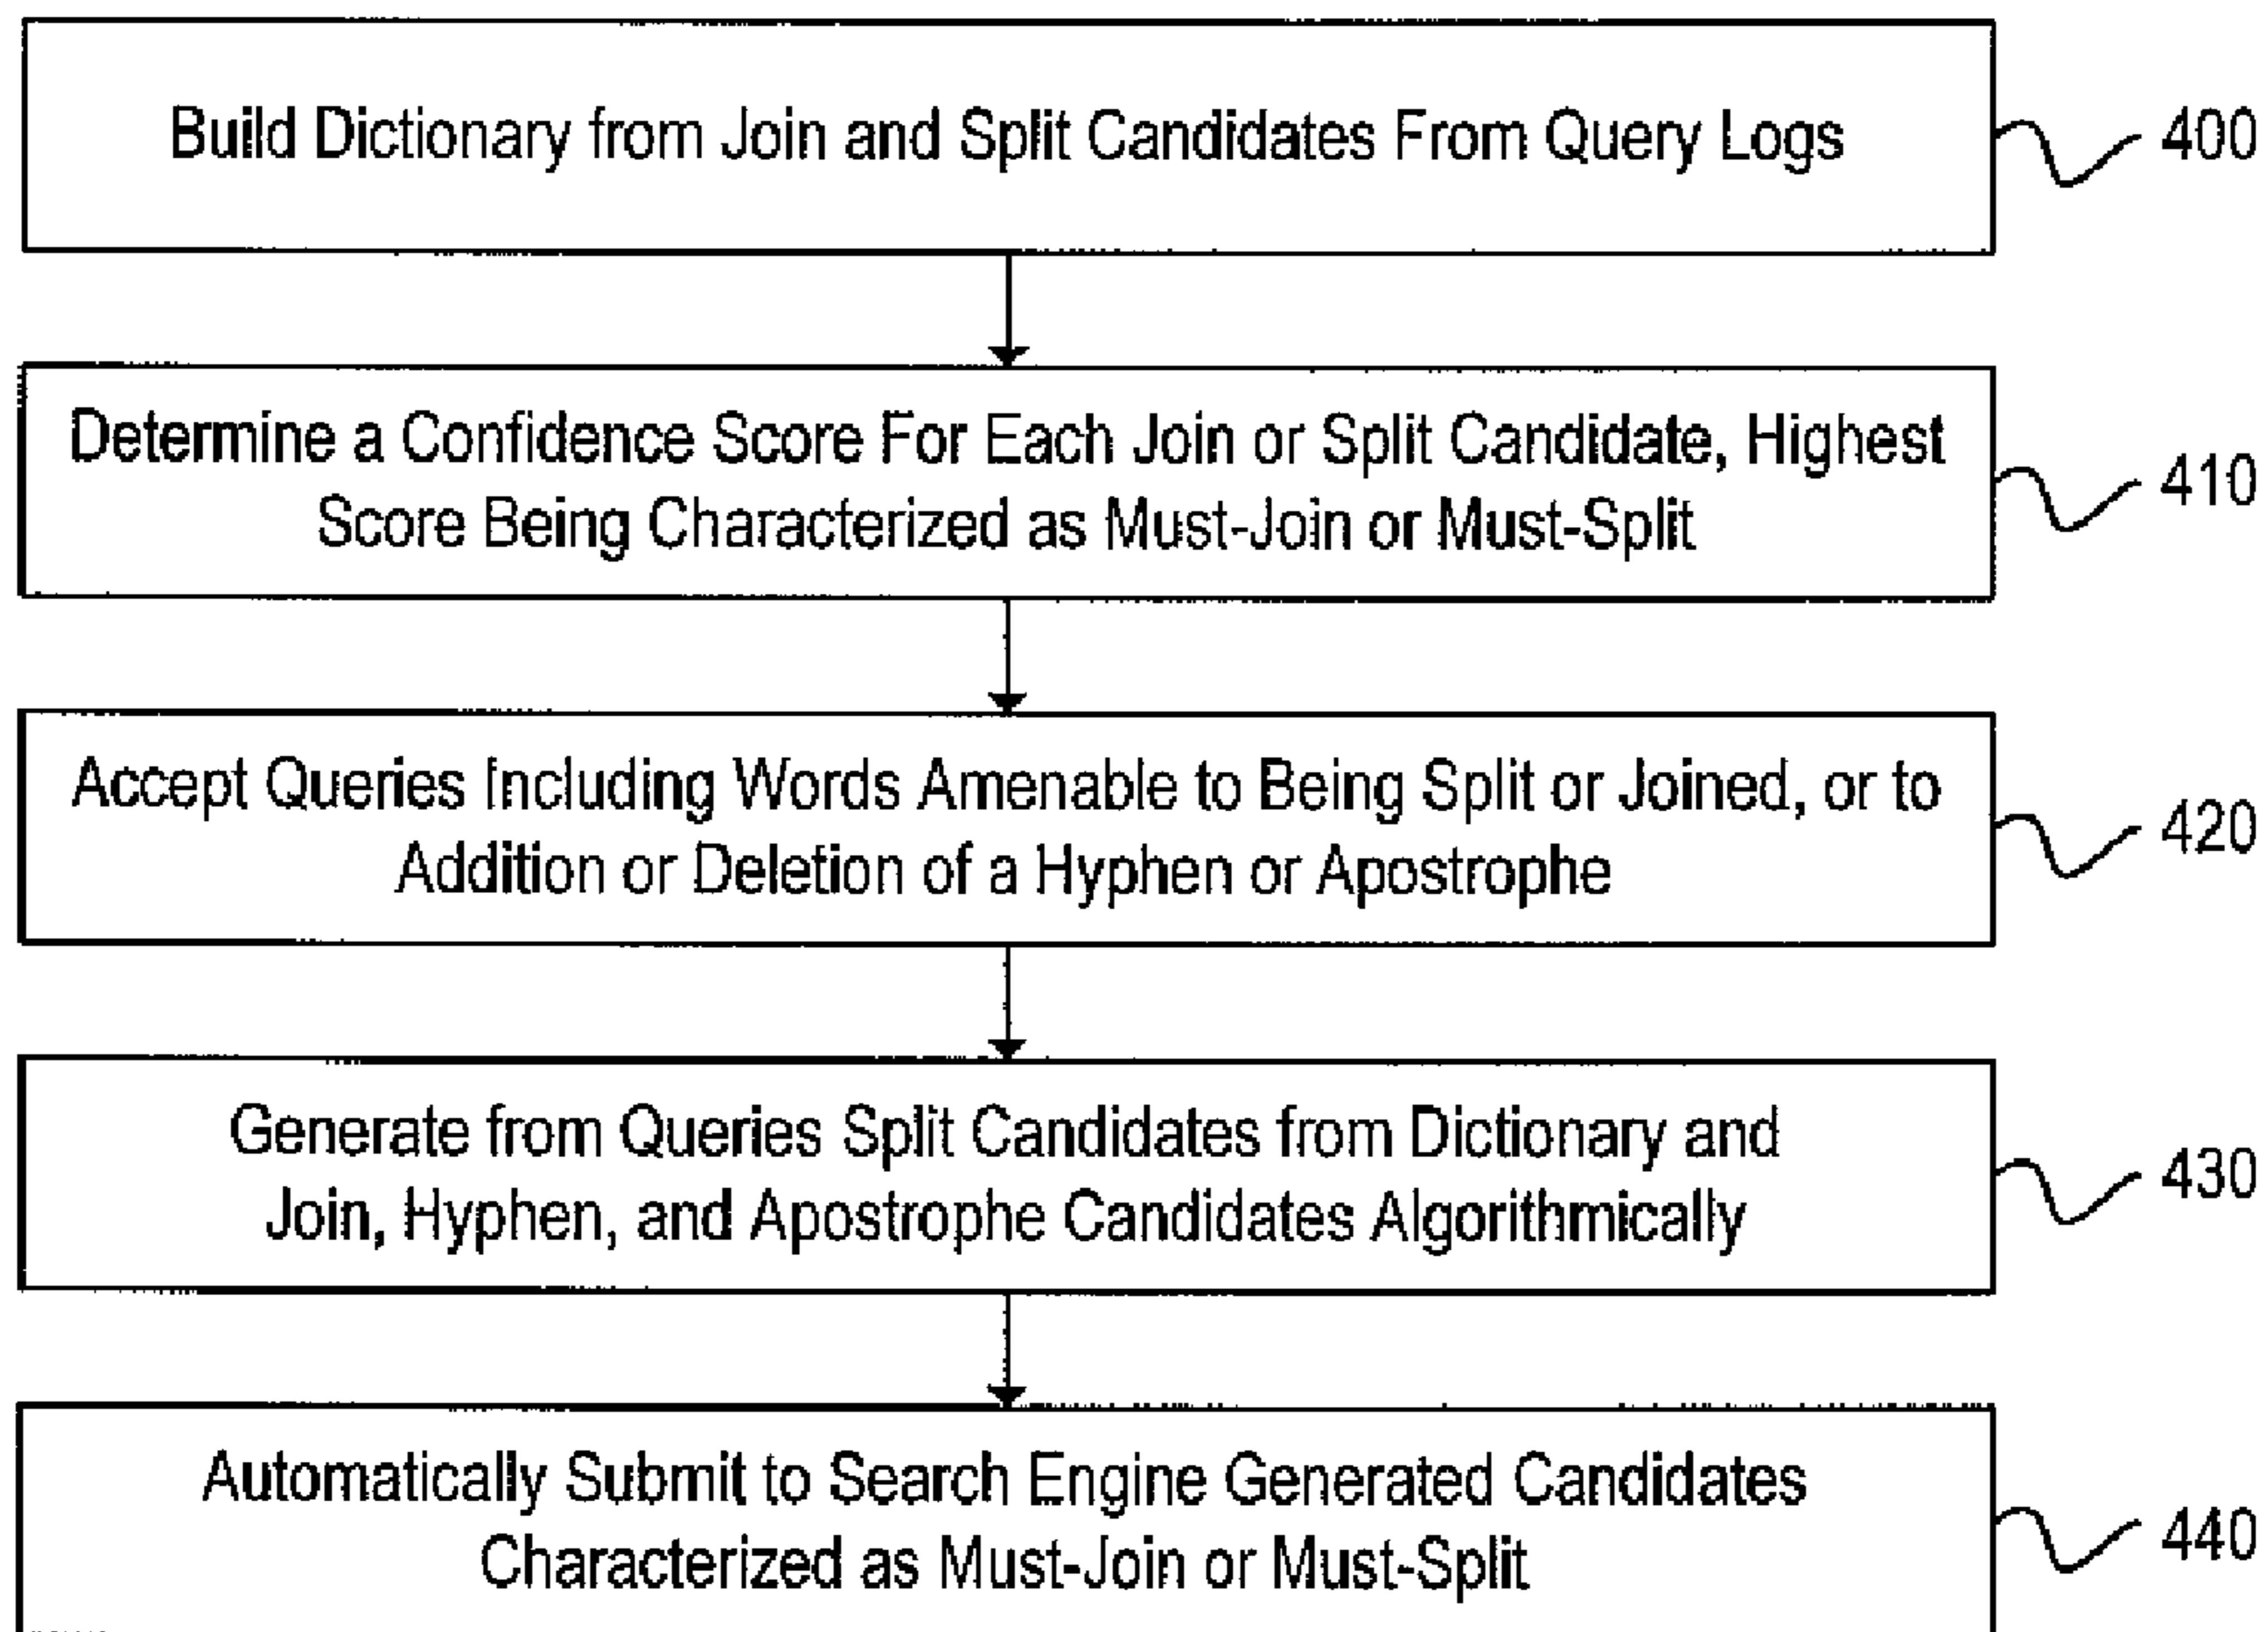 Build Dictionary from Join and Split Candidates From Query Logs
400
Determine a Confidence Score For Each Join or Split Candidate, Highest
Score Being Characterized as Must-Join or Must-Split
410
Accept Queries Including Words Amenable to Being Split or Joined, or to
Addition or Deletion of a Hyphen or Apostrophe
420
Generate from Queries Split Candidates from Dictionary and
Join, Hyphen, and Apostrophe Candidates Algorithmically
430
Automatically Submit to Search Engine Generated Candidates
Characterized as Must-Join or Must-Split
440